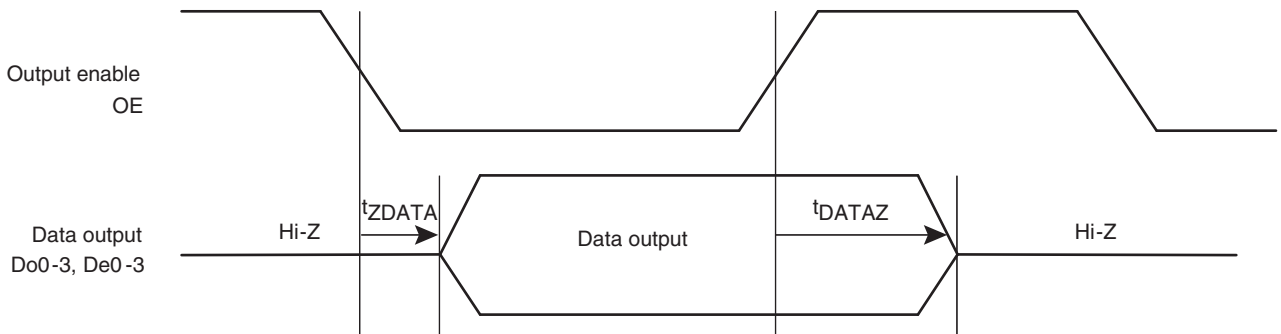 Output enable
OE
tZDATA
tDATAZ
Data output
Do0-3, De0-3
Hi-Z
Data output
Hi-Z